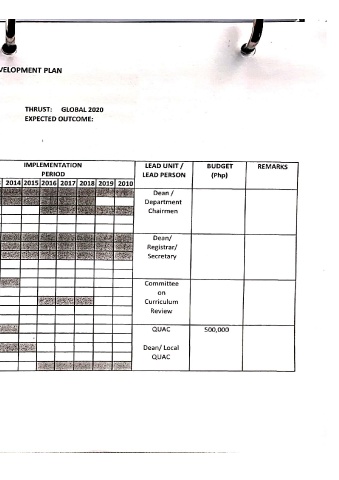 VELOPMENT PLAN
THRUST: GLOBAL 2020
EXPECTED OUTCOME:
IMPLEMENTATION PERIOD
LEAD UNIT / LEAD PERSON
BUDGET (Php)
REMARKS
2014 2015 2016 2017 2018 2019 2010
Dean /
Department
Chairmen
Dean/
Registrar/
Secretary
Committee
on
Curriculum
Review
QUAC 500,000
Dean/ Local
QUAC